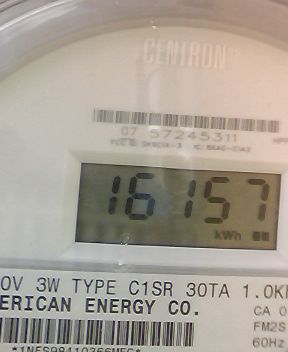 CENTRON
07 57245311
16157
kWh
0V 3W TYPE C1SR 30TA 1.0K
ERICAN ENERGY CO.
CA 0
FM2S
60Hz